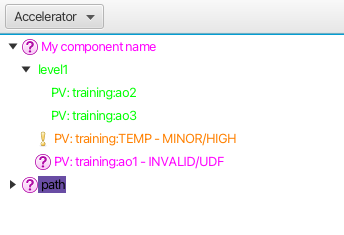 Accelerator
My component name
level1
PV: training:ao2
PV: training:ao3
PV: training:TEMP - MINOR/HIGH
PV: training:ao1 - INVALID/UDF
path